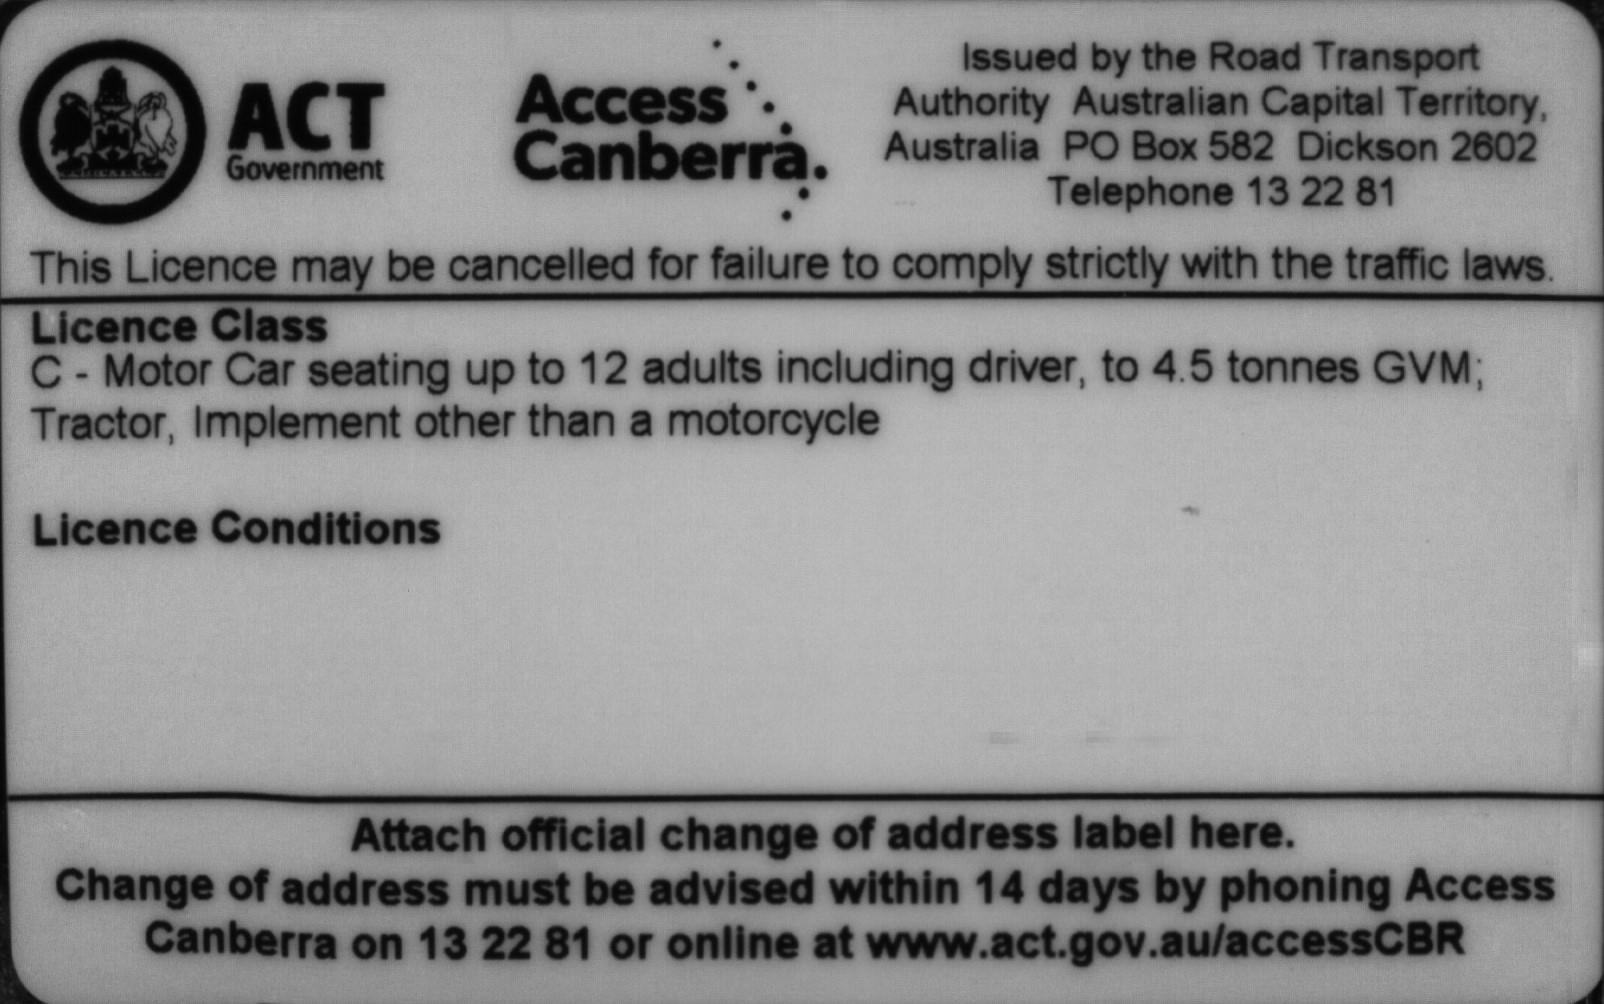 ACT
Government
Access
Canberra.
Issued by the Road Transport
Authority Australian Capital Territory,
Australia PO Box 582 Dickson 2602
Telephone 13 22 81
This Licence may be cancelled for failure to comply strictly with the traffic laws.
Licence Class
C - Motor Car seating up to 12 adults including driver, to 4.5 tonnes GVM;
Tractor, Implement other than a motorcycle
Licence Conditions
Attach official change of address label here.
Change of address must be advised within 14 days by phoning Access
Canberra on 13 22 81 or online at www.act.gov.au/accessCBR